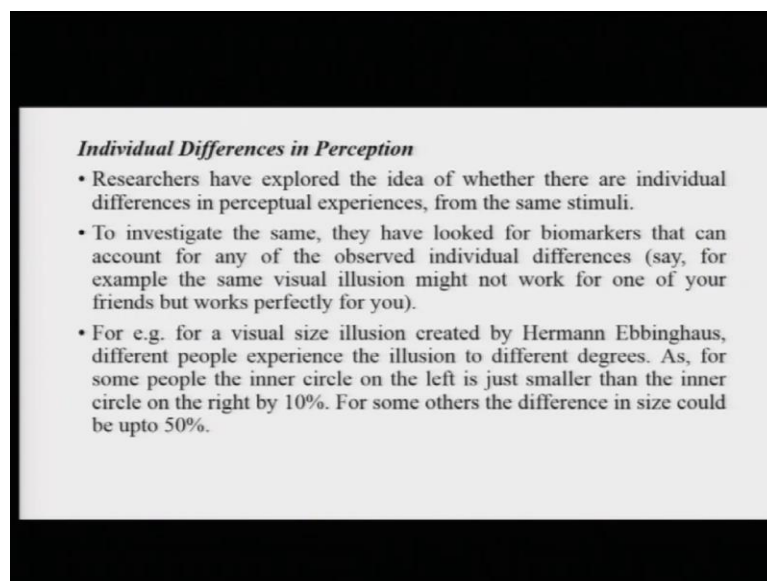 Individual Differences in Perception
• Researchers have explored the idea of whether there are individual
differences in perceptual experiences, from the same stimuli.
• To investigate the same, they have looked for biomarkers that can
account for any of the observed individual differences (say, for
example the same visual illusion might not work for one of your
friends but works perfectly for you).
• For e.g. for a visual size illusion created by Hermann Ebbinghaus,
different people experience the illusion to different degrees. As, for
some people the inner circle on the left is just smaller than the inner
circle on the right by 10%. For some others the difference in size could
be upto 50%.